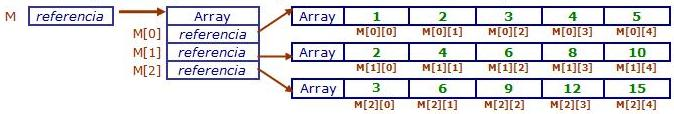 M referencia Array Array 1 2 3 4 5
M[0] referencia M[0][0] M[0][1] M[0][2] M[0][3] M[0][4]
M[1] referencia Array 2 4 6 8 10
M[1][0] M[1][1] M[1][2] M[1][3] M[1][4]
M[2] referencia
Array 3 6 9 12 15
M[2][0] M[2][1] M[2][2] M[2][3] M[2][4]